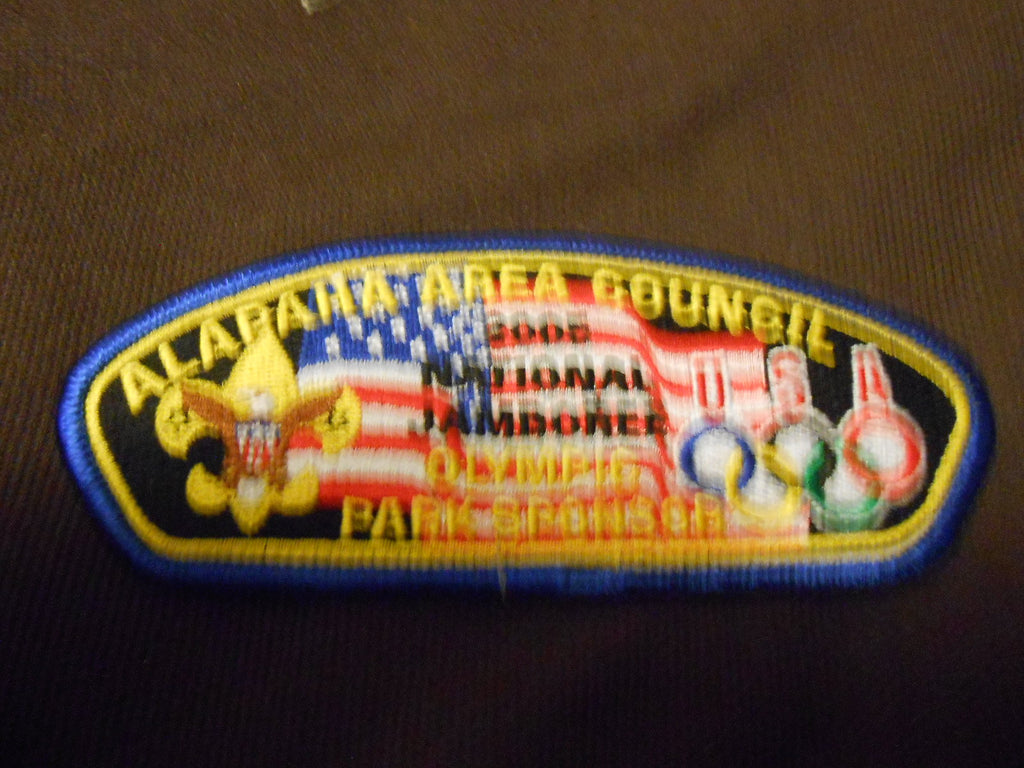 ALAPAHA AREA COUNCIL
2005
NATIONAL
JAMBOREE
OLYMPIC
PARK SPONSOR
USA